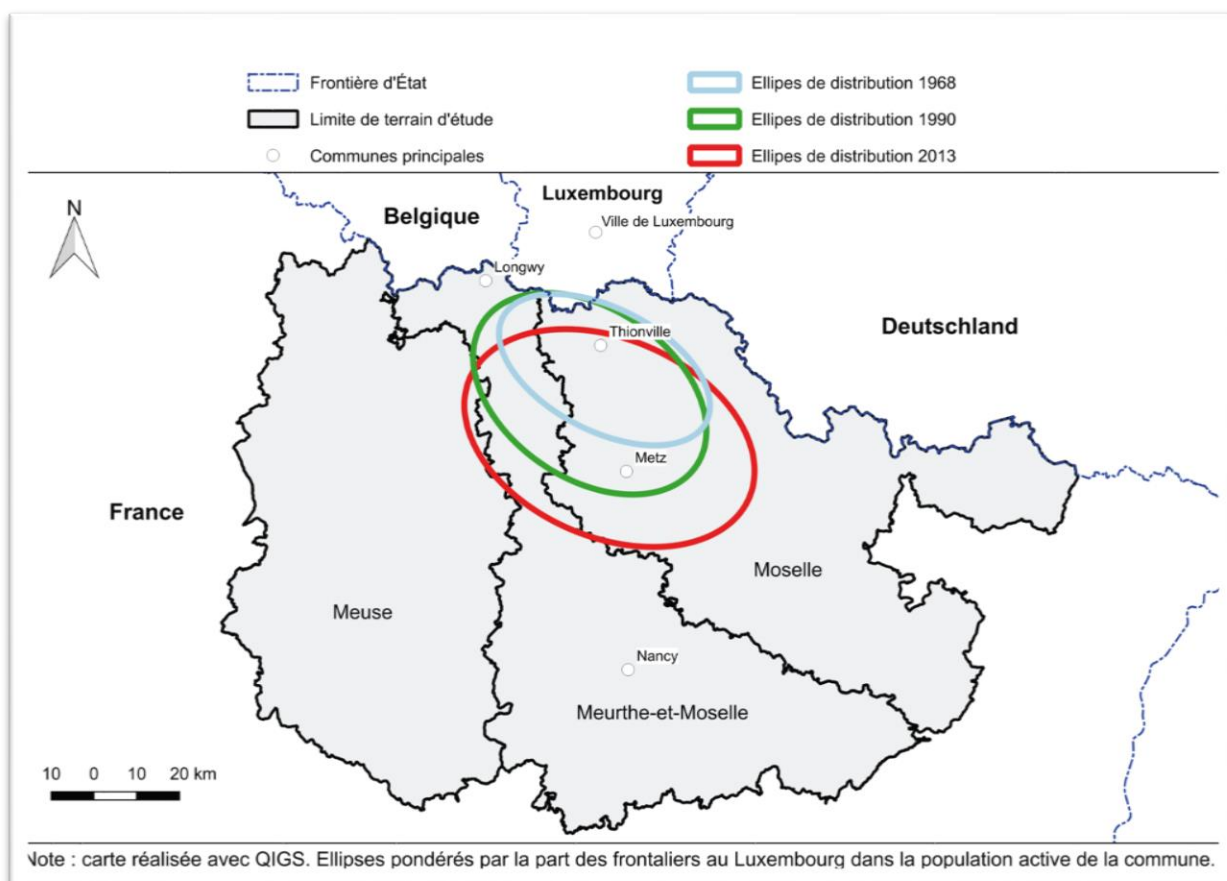 Frontière d'État
Limite de terrain d'étude
Communes principales
Ellipes de distribution 1968
Ellipes de distribution 1990
Ellipes de distribution 2013
N
Belgique
Luxembourg
Ville de Luxembourg
Longwy
Thionville
Deutschland
Metz
France
Moselle
Meuse
Nancy
Meurthe-et-Moselle
10 0 10 20 km
Note : carte réalisée avec QIGS. Ellipses pondérés par la part des frontaliers au Luxembourg dans la population active de la commune.